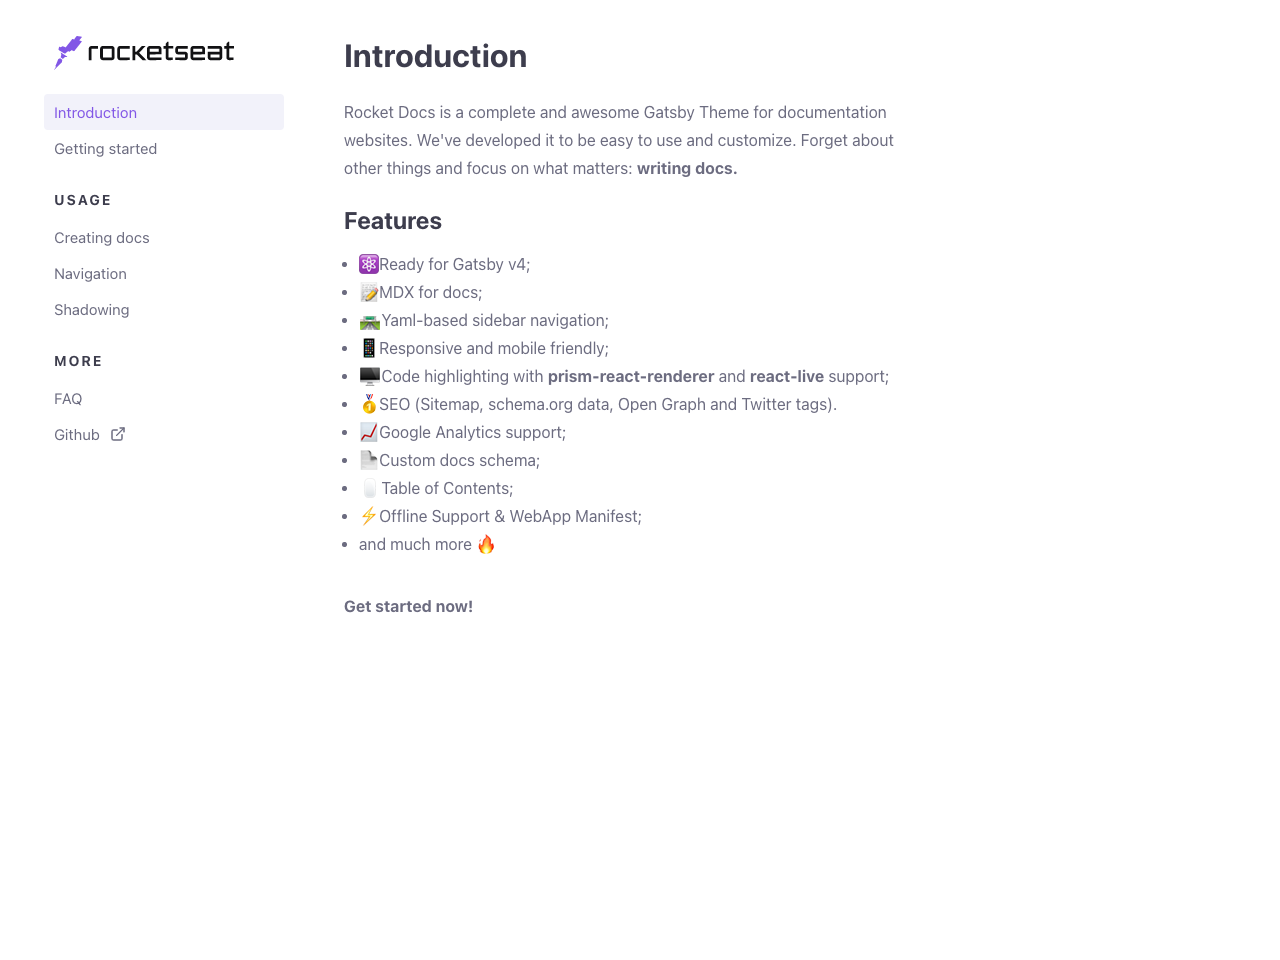 rocketseat
Introduction
Getting started
USAGE
Creating docs
Navigation
Shadowing
MORE
FAQ
Github
Introduction
Rocket Docs is a complete and awesome Gatsby Theme for documentation
websites. We've developed it to be easy to use and customize. Forget about
other things and focus on what matters: writing docs.
Features
• ⚛️Ready for Gatsby v4;
• 📝MDX for docs;
• 🛣️Yaml-based sidebar navigation;
• 📱Responsive and mobile friendly;
• 🖥️Code highlighting with prism-react-renderer and react-live support;
• 🥇SEO (Sitemap, schema.org data, Open Graph and Twitter tags).
• 📈Google Analytics support;
• Custom docs schema;
• Table of Contents;
• ⚡Offline Support & WebApp Manifest;
• and much more 🔥
Get started now!